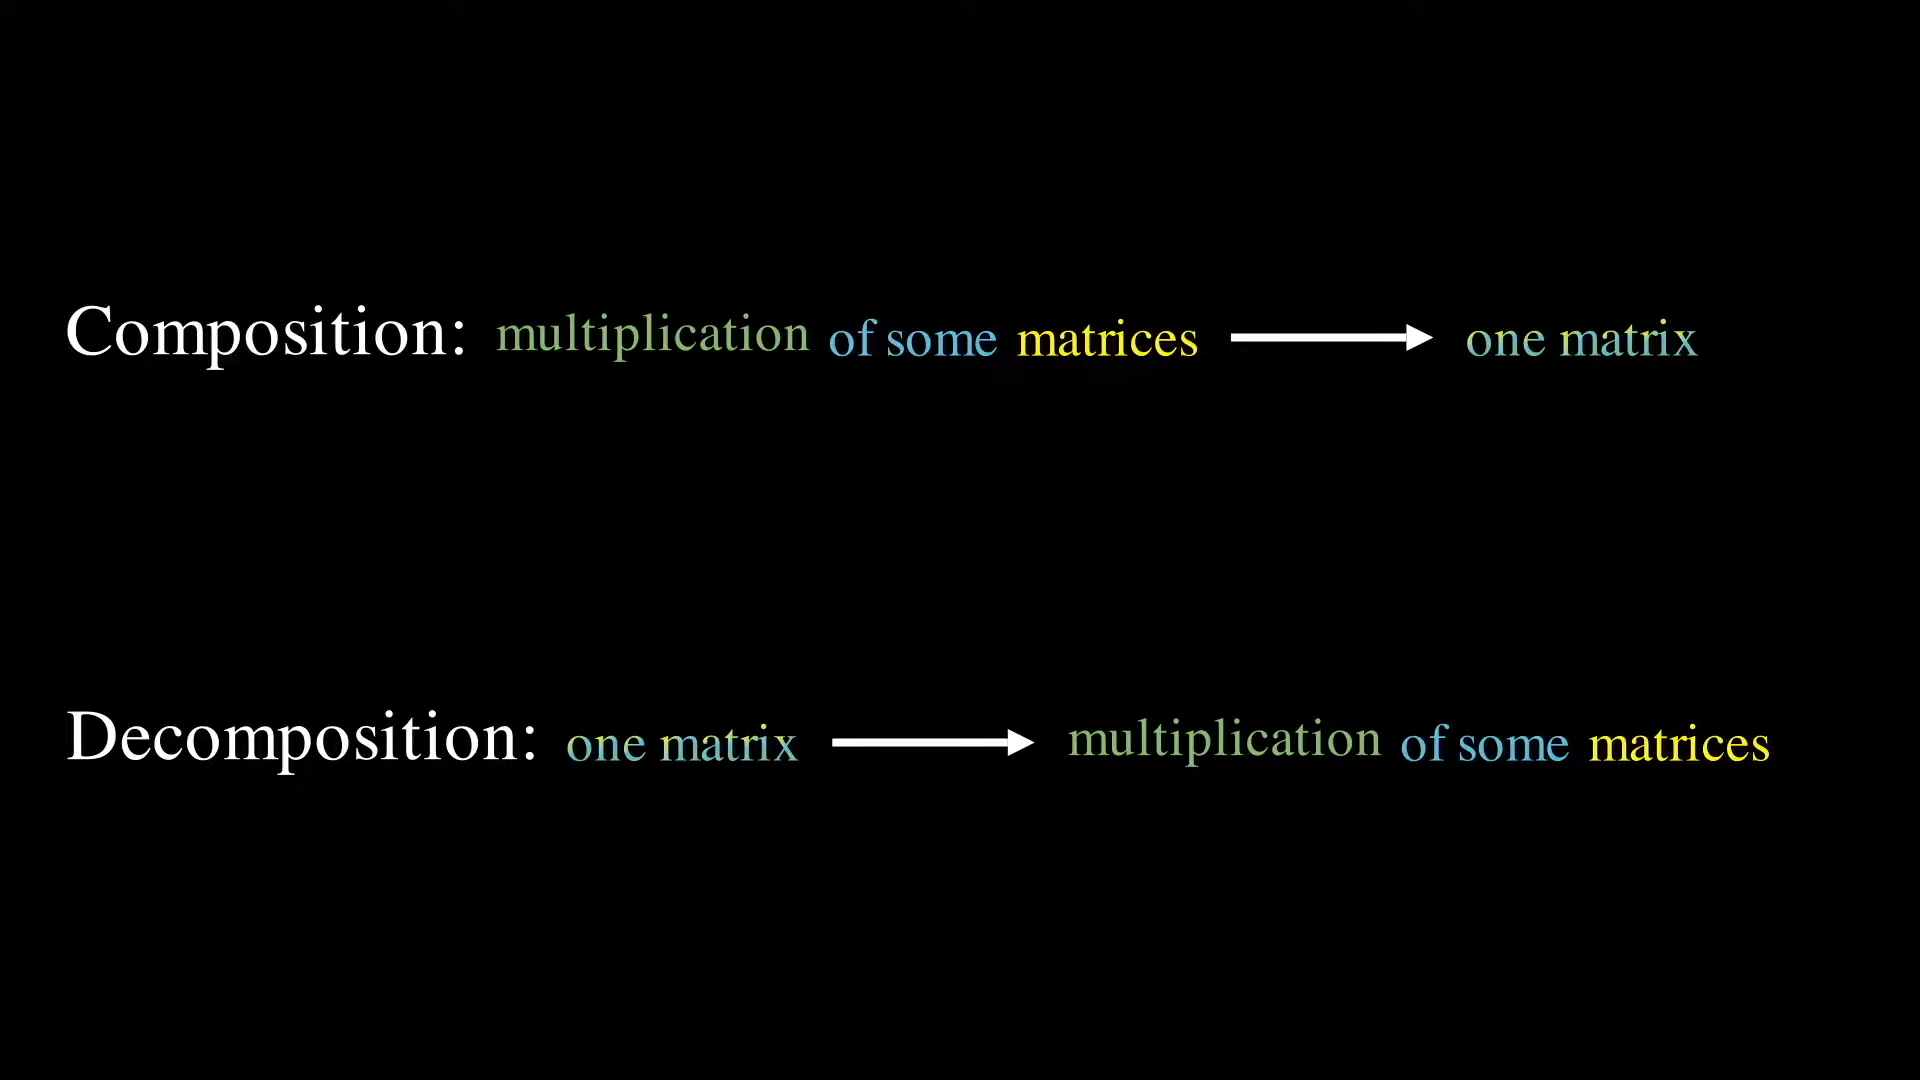 Composition: multiplication of some matrices one matrix
Decomposition: one matrix multiplication of some matrices